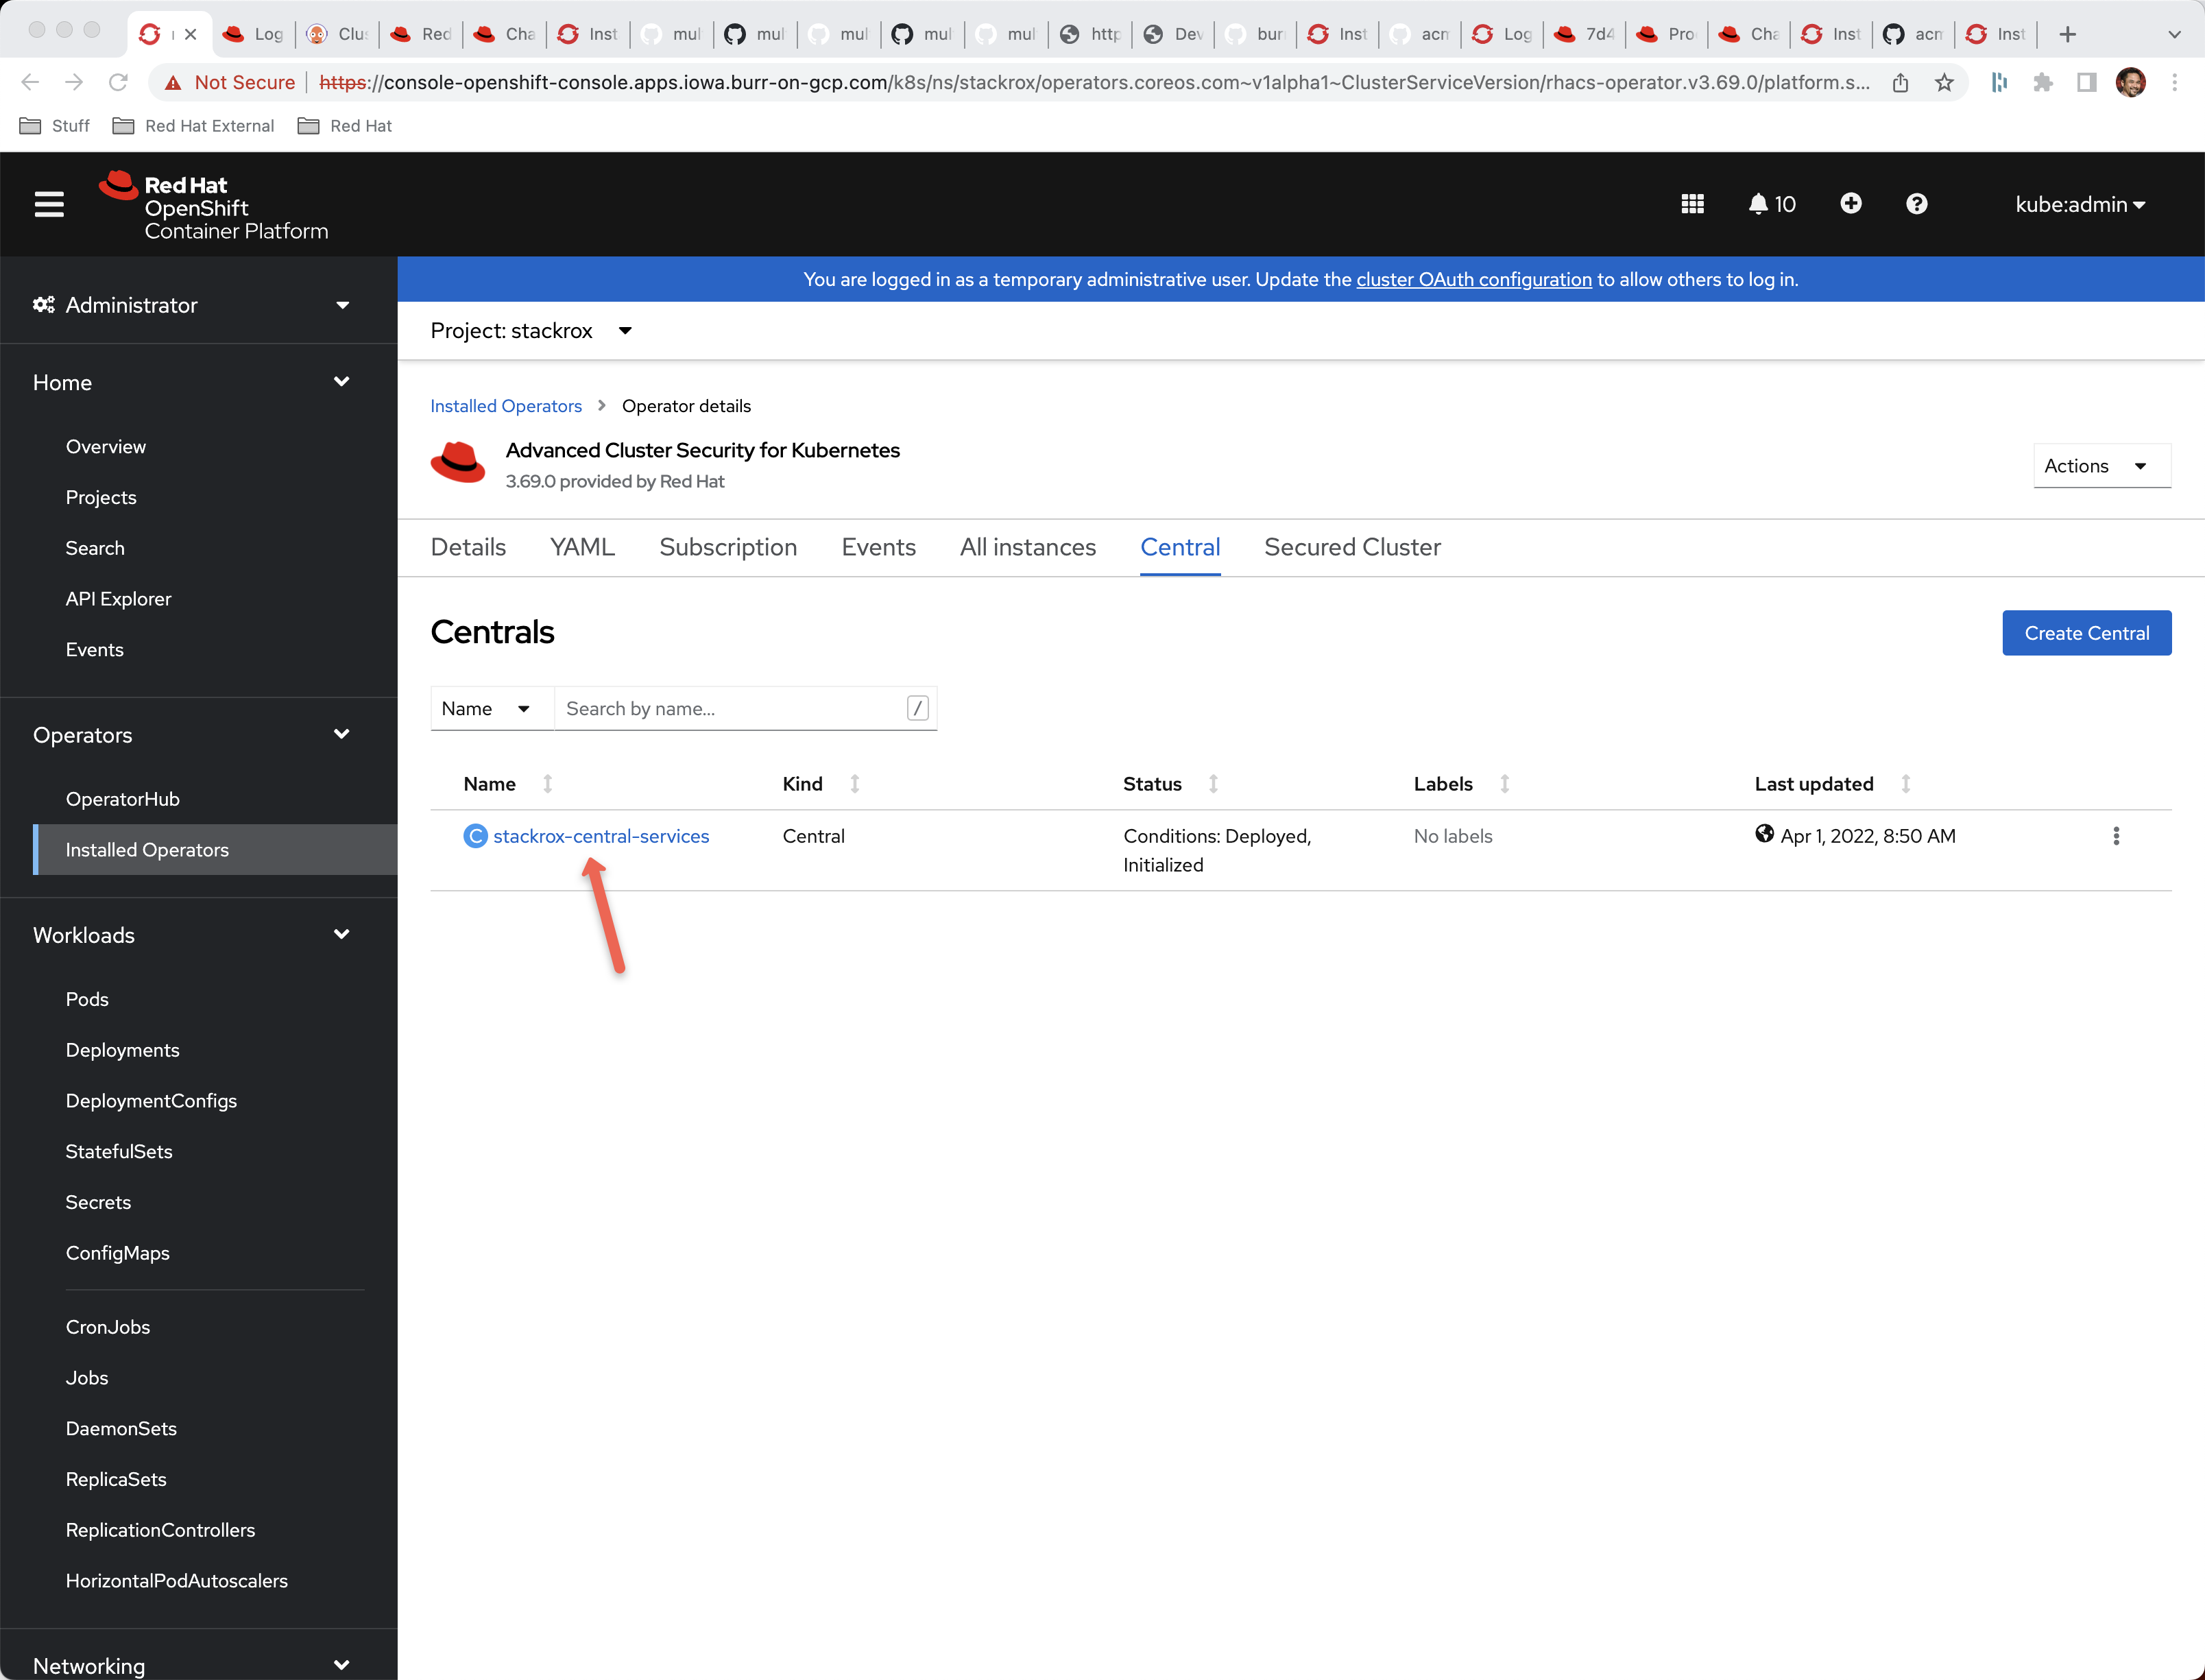 Log
Clu
Red
Cha
Inst
mul
mul
mul
mul
mul
http
Dev
bur
Inst
acm
Log
7d4
Pro
Cha
Inst
acm
Inst
Not Secure https://console-openshift-console.apps.iowa.burr-on-gcp.com/k8s/ns/stackrox/operators.coreos.com~v1alpha1~ClusterServiceVersion/rhacs-operator.v3.69.0/platform.s...
Stuff Red Hat External Red Hat
Red Hat
OpenShift
Container Platform
10
kube:admin
You are logged in as a temporary administrative user. Update the cluster OAuth configuration to allow others to log in.
Administrator
Home
Overview
Projects
Search
API Explorer
Events
Operators
OperatorHub
Installed Operators
Workloads
Pods
Deployments
DeploymentConfigs
StatefulSets
Secrets
ConfigMaps
CronJobs
Jobs
DaemonSets
ReplicaSets
ReplicationControllers
HorizontalPodAutoscalers
Networking
Project: stackrox
Installed Operators > Operator details
Advanced Cluster Security for Kubernetes
3.69.0 provided by Red Hat
Actions
Details YAML Subscription Events All instances Central Secured Cluster
Centrals
Create Central
Name Search by name... /
Name Kind Status Labels Last updated
C stackrox-central-services Central Conditions: Deployed, No labels Apr 1, 2022, 8:50 AM
Initialized